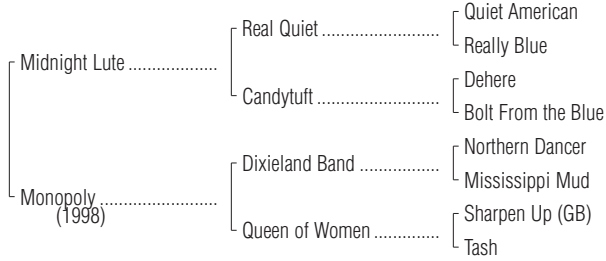 Quiet American
Real Quiet ..........................
Really Blue
Midnight Lute ....................
Dehere
Candytuft ...........................
Bolt From the Blue
Northern Dancer
Dixieland Band .................
Mississippi Mud
Monopoly ..........................
(1998)
Sharpen Up (GB)
Queen of Women ..............
Tash